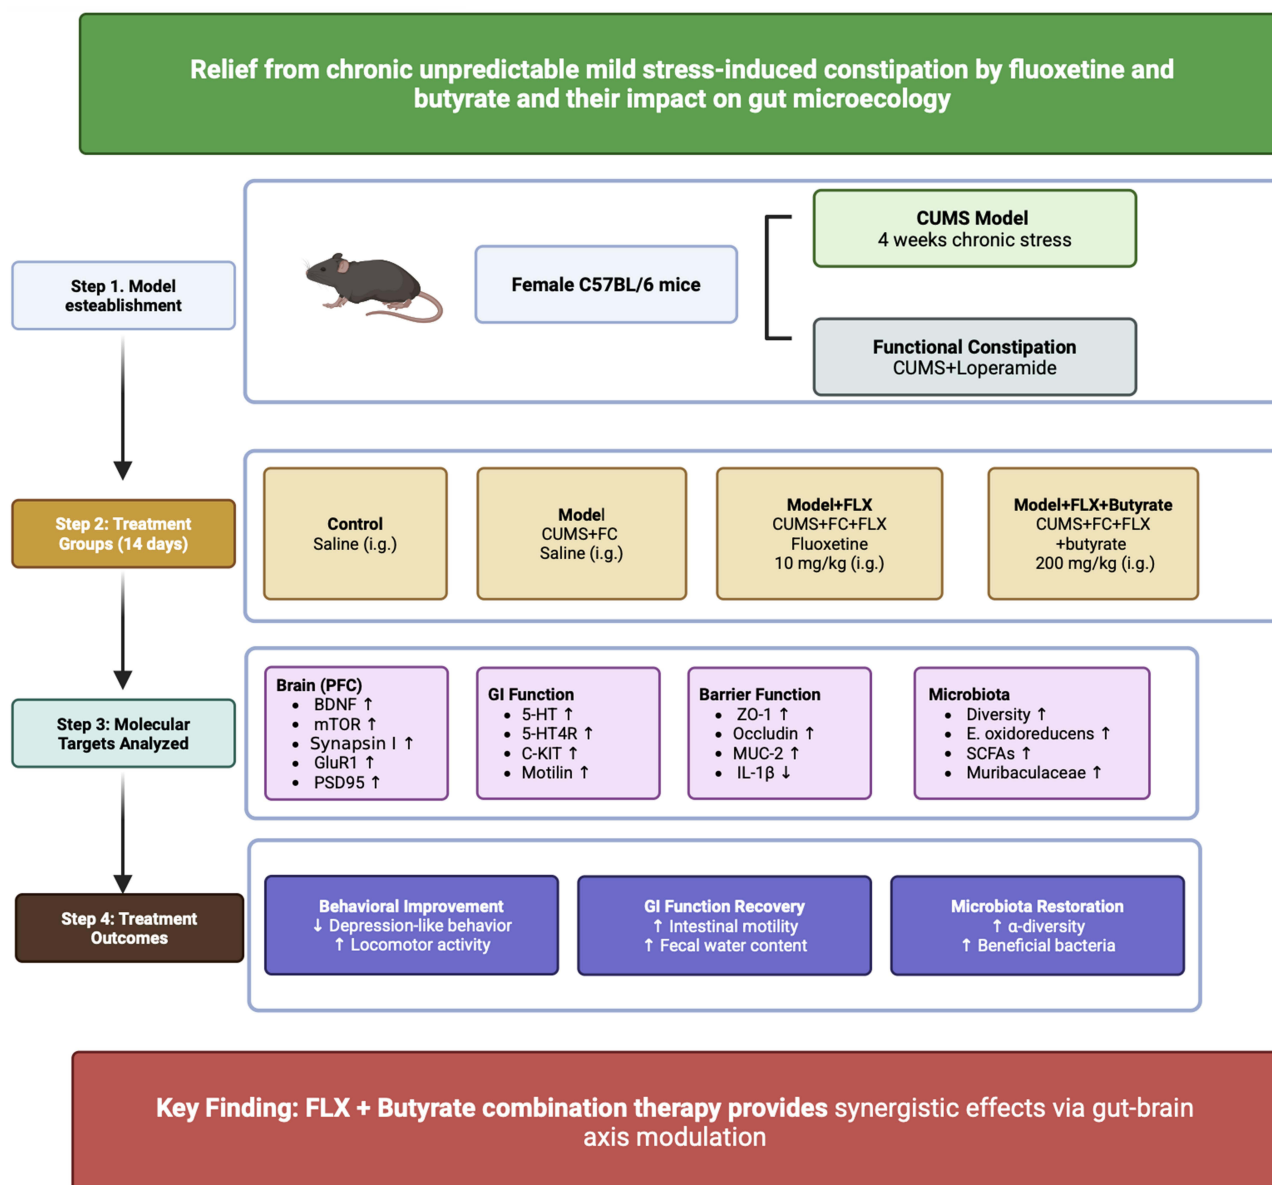 Relief from chronic unpredictable mild stress-induced constipation by fluoxetine and
butyrate and their impact on gut microecology
Step 1. Model
esteablishment
Female C57BL/6 mice
CUMS Model
4 weeks chronic stress
Functional Constipation
CUMS+Loperamide
Step 2: Treatment
Groups (14 days)
Control
Saline (i.g.)
Model
CUMS+FC
Saline (i.g.)
Model+FLX
CUMS+FC+FLX
Fluoxetine
10 mg/kg (i.g.)
Model+FLX+Butyrate
CUMS+FC+FLX
+butyrate
200 mg/kg (i.g.)
Step 3: Molecular
Targets Analyzed
Brain (PFC)
• BDNF ↑
• mTOR ↑
• Synapsin I ↑
• GluR1 ↑
• PSD95 ↑
GI Function
• 5-HT ↑
• 5-HT4R ↑
• C-KIT ↑
• Motilin ↑
Barrier Function
• ZO-1 ↑
• Occludin ↑
• MUC-2 ↑
• IL-1β ↓
Microbiota
• Diversity ↑
• E. oxidoreducens ↑
• SCFAs ↑
• Muribaculaceae ↑
Step 4: Treatment
Outcomes
Behavioral Improvement
↓ Depression-like behavior
↑ Locomotor activity
GI Function Recovery
↑ Intestinal motility
↑ Fecal water content
Microbiota Restoration
↑ α-diversity
↑ Beneficial bacteria
Key Finding: FLX + Butyrate combination therapy provides synergistic effects via gut-brain
axis modulation